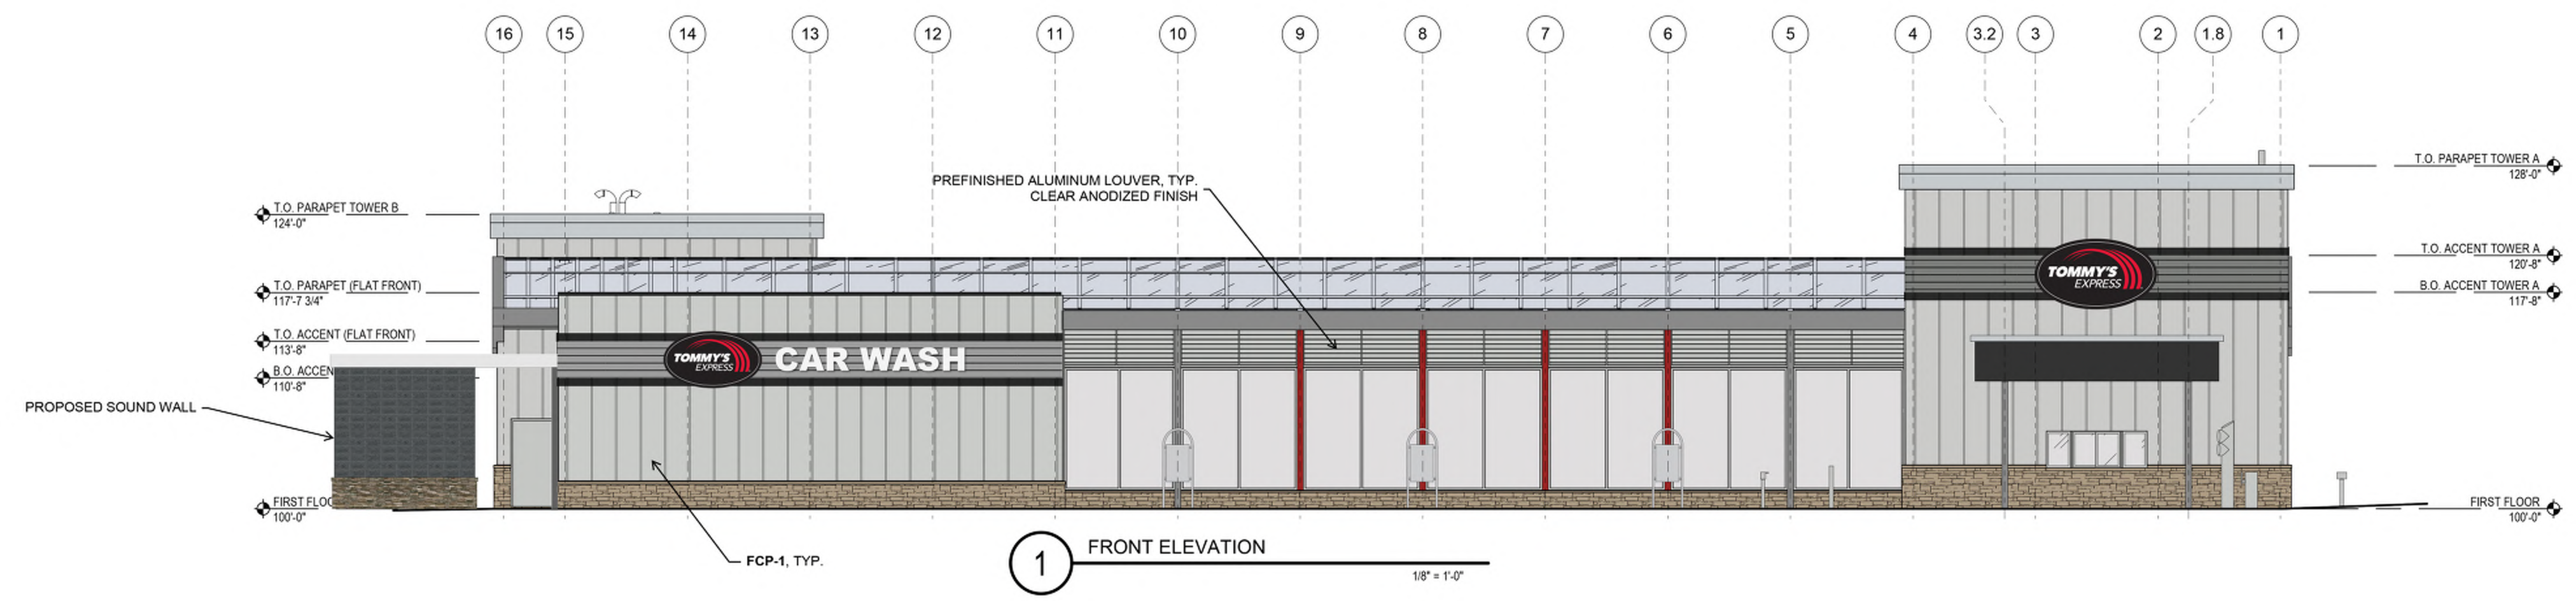 16 15 14 13 12 11 10 9 8 7 6 5 4 3.2 3 2 1.8 1
T.O. PARAPET TOWER A
128'-0"
PREFINISHED ALUMINUM LOUVER, TYP.
CLEAR ANODIZED FINISH
T.O. PARAPET TOWER B
124'-0"
T.O. ACCENT TOWER A
120'-8"
TOMMY'S
EXPRESS
T.O. PARAPET (FLAT FRONT)
117'-7 3/4"
B.O. ACCENT TOWER A
117'-8"
T.O. ACCENT (FLAT FRONT)
113'-8"
TOMMY'S
EXPRESS
CAR WASH
B.O. ACCEN
110'-8"
PROPOSED SOUND WALL
FIRST FLOO
100'-0"
FIRST FLOOR
100'-0"
FCP-1, TYP.
1
FRONT ELEVATION
1/8" = 1'-0"